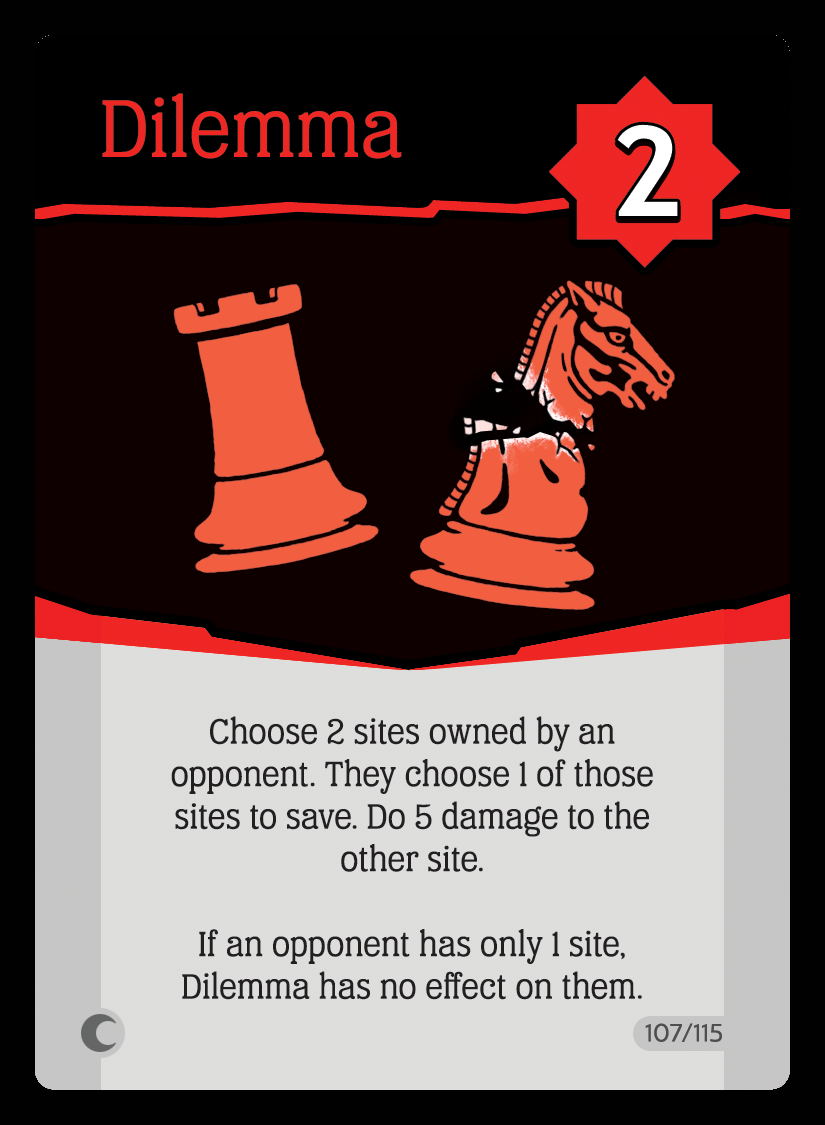 Dilemma
2
Choose 2 sites owned by an
opponent. They choose 1 of those
sites to save. Do 5 damage to the
other site.
If an opponent has only 1 site,
Dilemma has no effect on them.
107/115